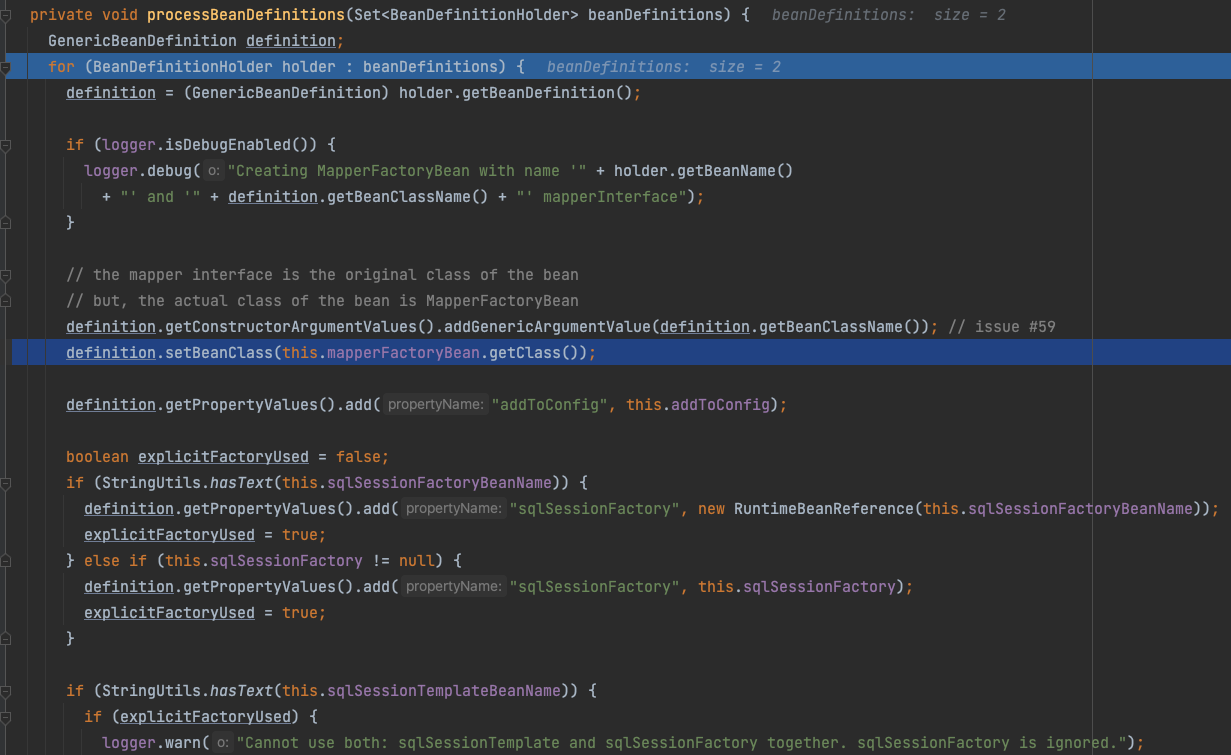 private void processBeanDefinitions(Set<BeanDefinitionHolder> beanDefinitions) {   beanDefinitions:  size = 2
  GenericBeanDefinition definition;
  for (BeanDefinitionHolder holder : beanDefinitions) {   beanDefinitions:  size = 2
    definition = (GenericBeanDefinition) holder.getBeanDefinition();

    if (logger.isDebugEnabled()) {
      logger.debug( o: "Creating MapperFactoryBean with name '" + holder.getBeanName()
        + "' and '" + definition.getBeanClassName() + "' mapperInterface");
    }

    // the mapper interface is the original class of the bean
    // but, the actual class of the bean is MapperFactoryBean
    definition.getConstructorArgumentValues().addGenericArgumentValue(definition.getBeanClassName()); // issue #59
    definition.setBeanClass(this.mapperFactoryBean.getClass());

    definition.getPropertyValues().add( propertyName: "addToConfig", this.addToConfig);

    boolean explicitFactoryUsed = false;
    if (StringUtils.hasText(this.sqlSessionFactoryBeanName)) {
      definition.getPropertyValues().add( propertyName: "sqlSessionFactory", new RuntimeBeanReference(this.sqlSessionFactoryBeanName));
      explicitFactoryUsed = true;
    } else if (this.sqlSessionFactory != null) {
      definition.getPropertyValues().add( propertyName: "sqlSessionFactory", this.sqlSessionFactory);
      explicitFactoryUsed = true;
    }

    if (StringUtils.hasText(this.sqlSessionTemplateBeanName)) {
      if (explicitFactoryUsed) {
        logger.warn( o: "Cannot use both: sqlSessionTemplate and sqlSessionFactory together. sqlSessionFactory is ignored.");